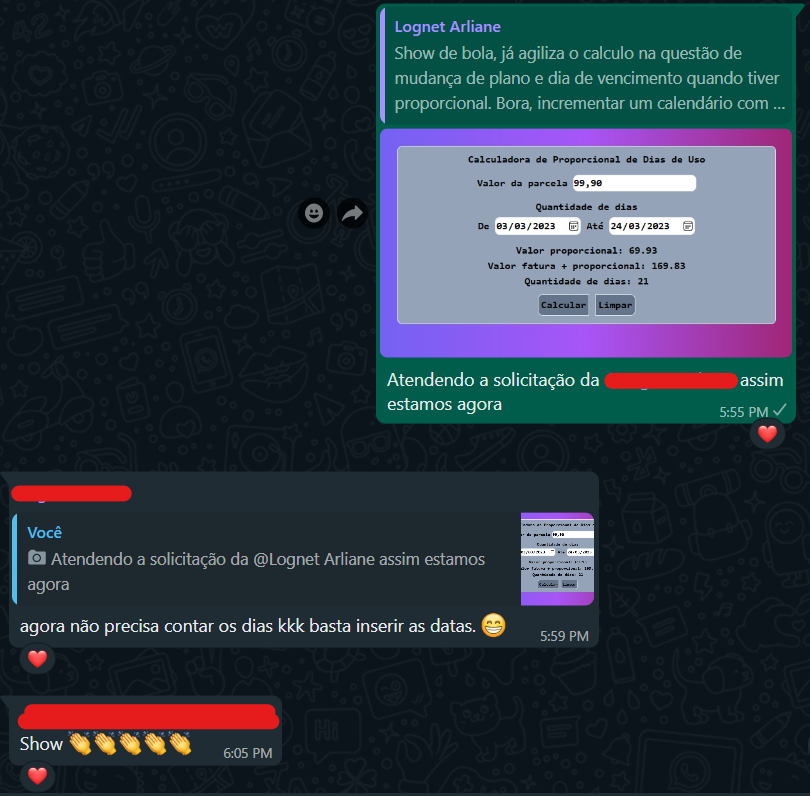 Lognet Arliane
Show de bola, já agiliza o calculo na questão de
mudança de plano e dia de vencimento quando tiver
proporcional. Bora, incrementar um calendário com ...
Calculadora de Proporcional de Dias de Uso
Valor da parcela 99,90
Quantidade de dias
De 03/03/2023 Até 24/03/2023
Valor proporcional: 69.93
Valor fatura + proporcional: 169.83
Quantidade de dias: 21
Calcular Limpar
Atendendo a solicitação da assim
estamos agora
5:55 PM
Você
Atendendo a solicitação da @Lognet Arliane assim estamos
agora
agora não precisa contar os dias kkk basta inserir as datas. 😁
5:59 PM
Show 👏👏👏👏👏
6:05 PM